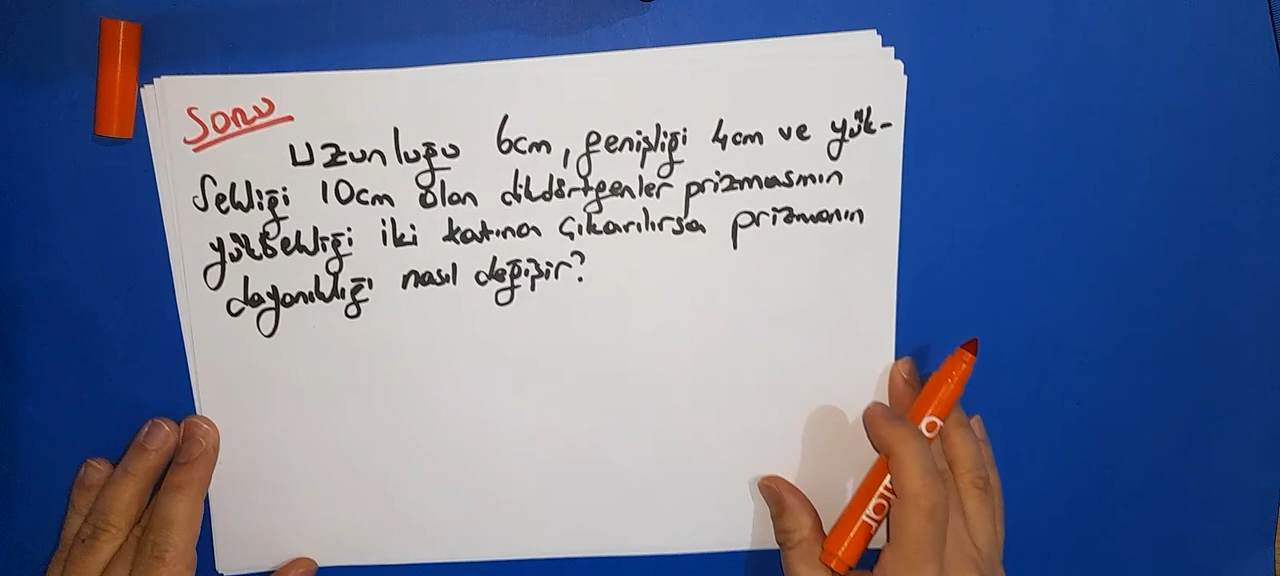 Soru
Uzunluğu 6cm, genişliği 4cm ve yük-
sekliği 10cm olan dikdörtgenler prizmasının
yüksekliği iki katına çıkarılırsa prizmanın
dayanıklılığı nasıl değişir?